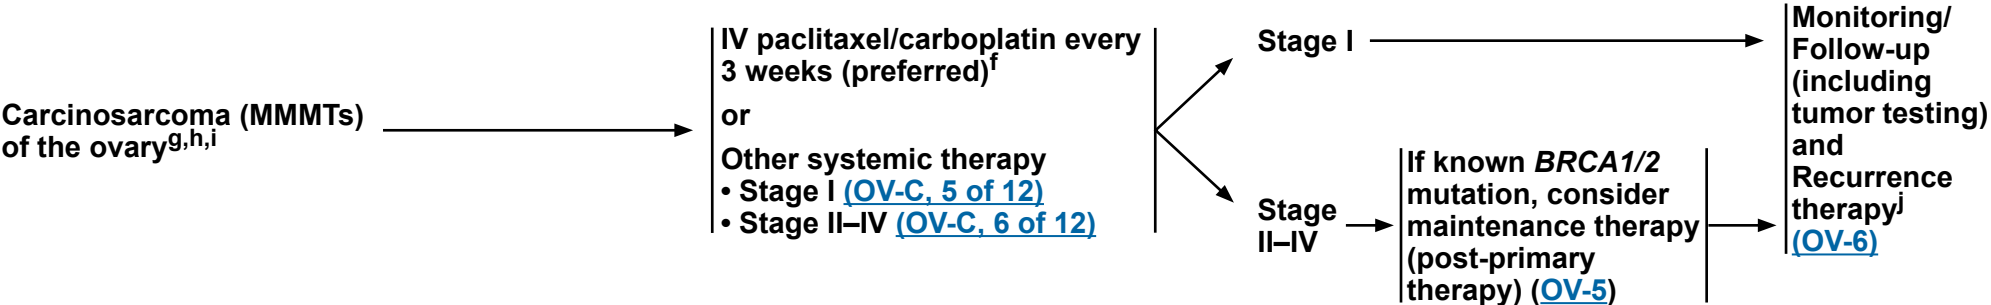 Carcinosarcoma (MMMTs)
of the ovaryg,h,i
IV paclitaxel/carboplatin every
3 weeks (preferred)f
or
Other systemic therapy
• Stage I (OV-C, 5 of 12)
• Stage II–IV (OV-C, 6 of 12)
Stage I
Stage
II–IV
If known BRCA1/2
mutation, consider
maintenance therapy
(post-primary
therapy) (OV-5)
Monitoring/
Follow-up
(including
tumor testing)
and
Recurrence
therapyj
(OV-6)